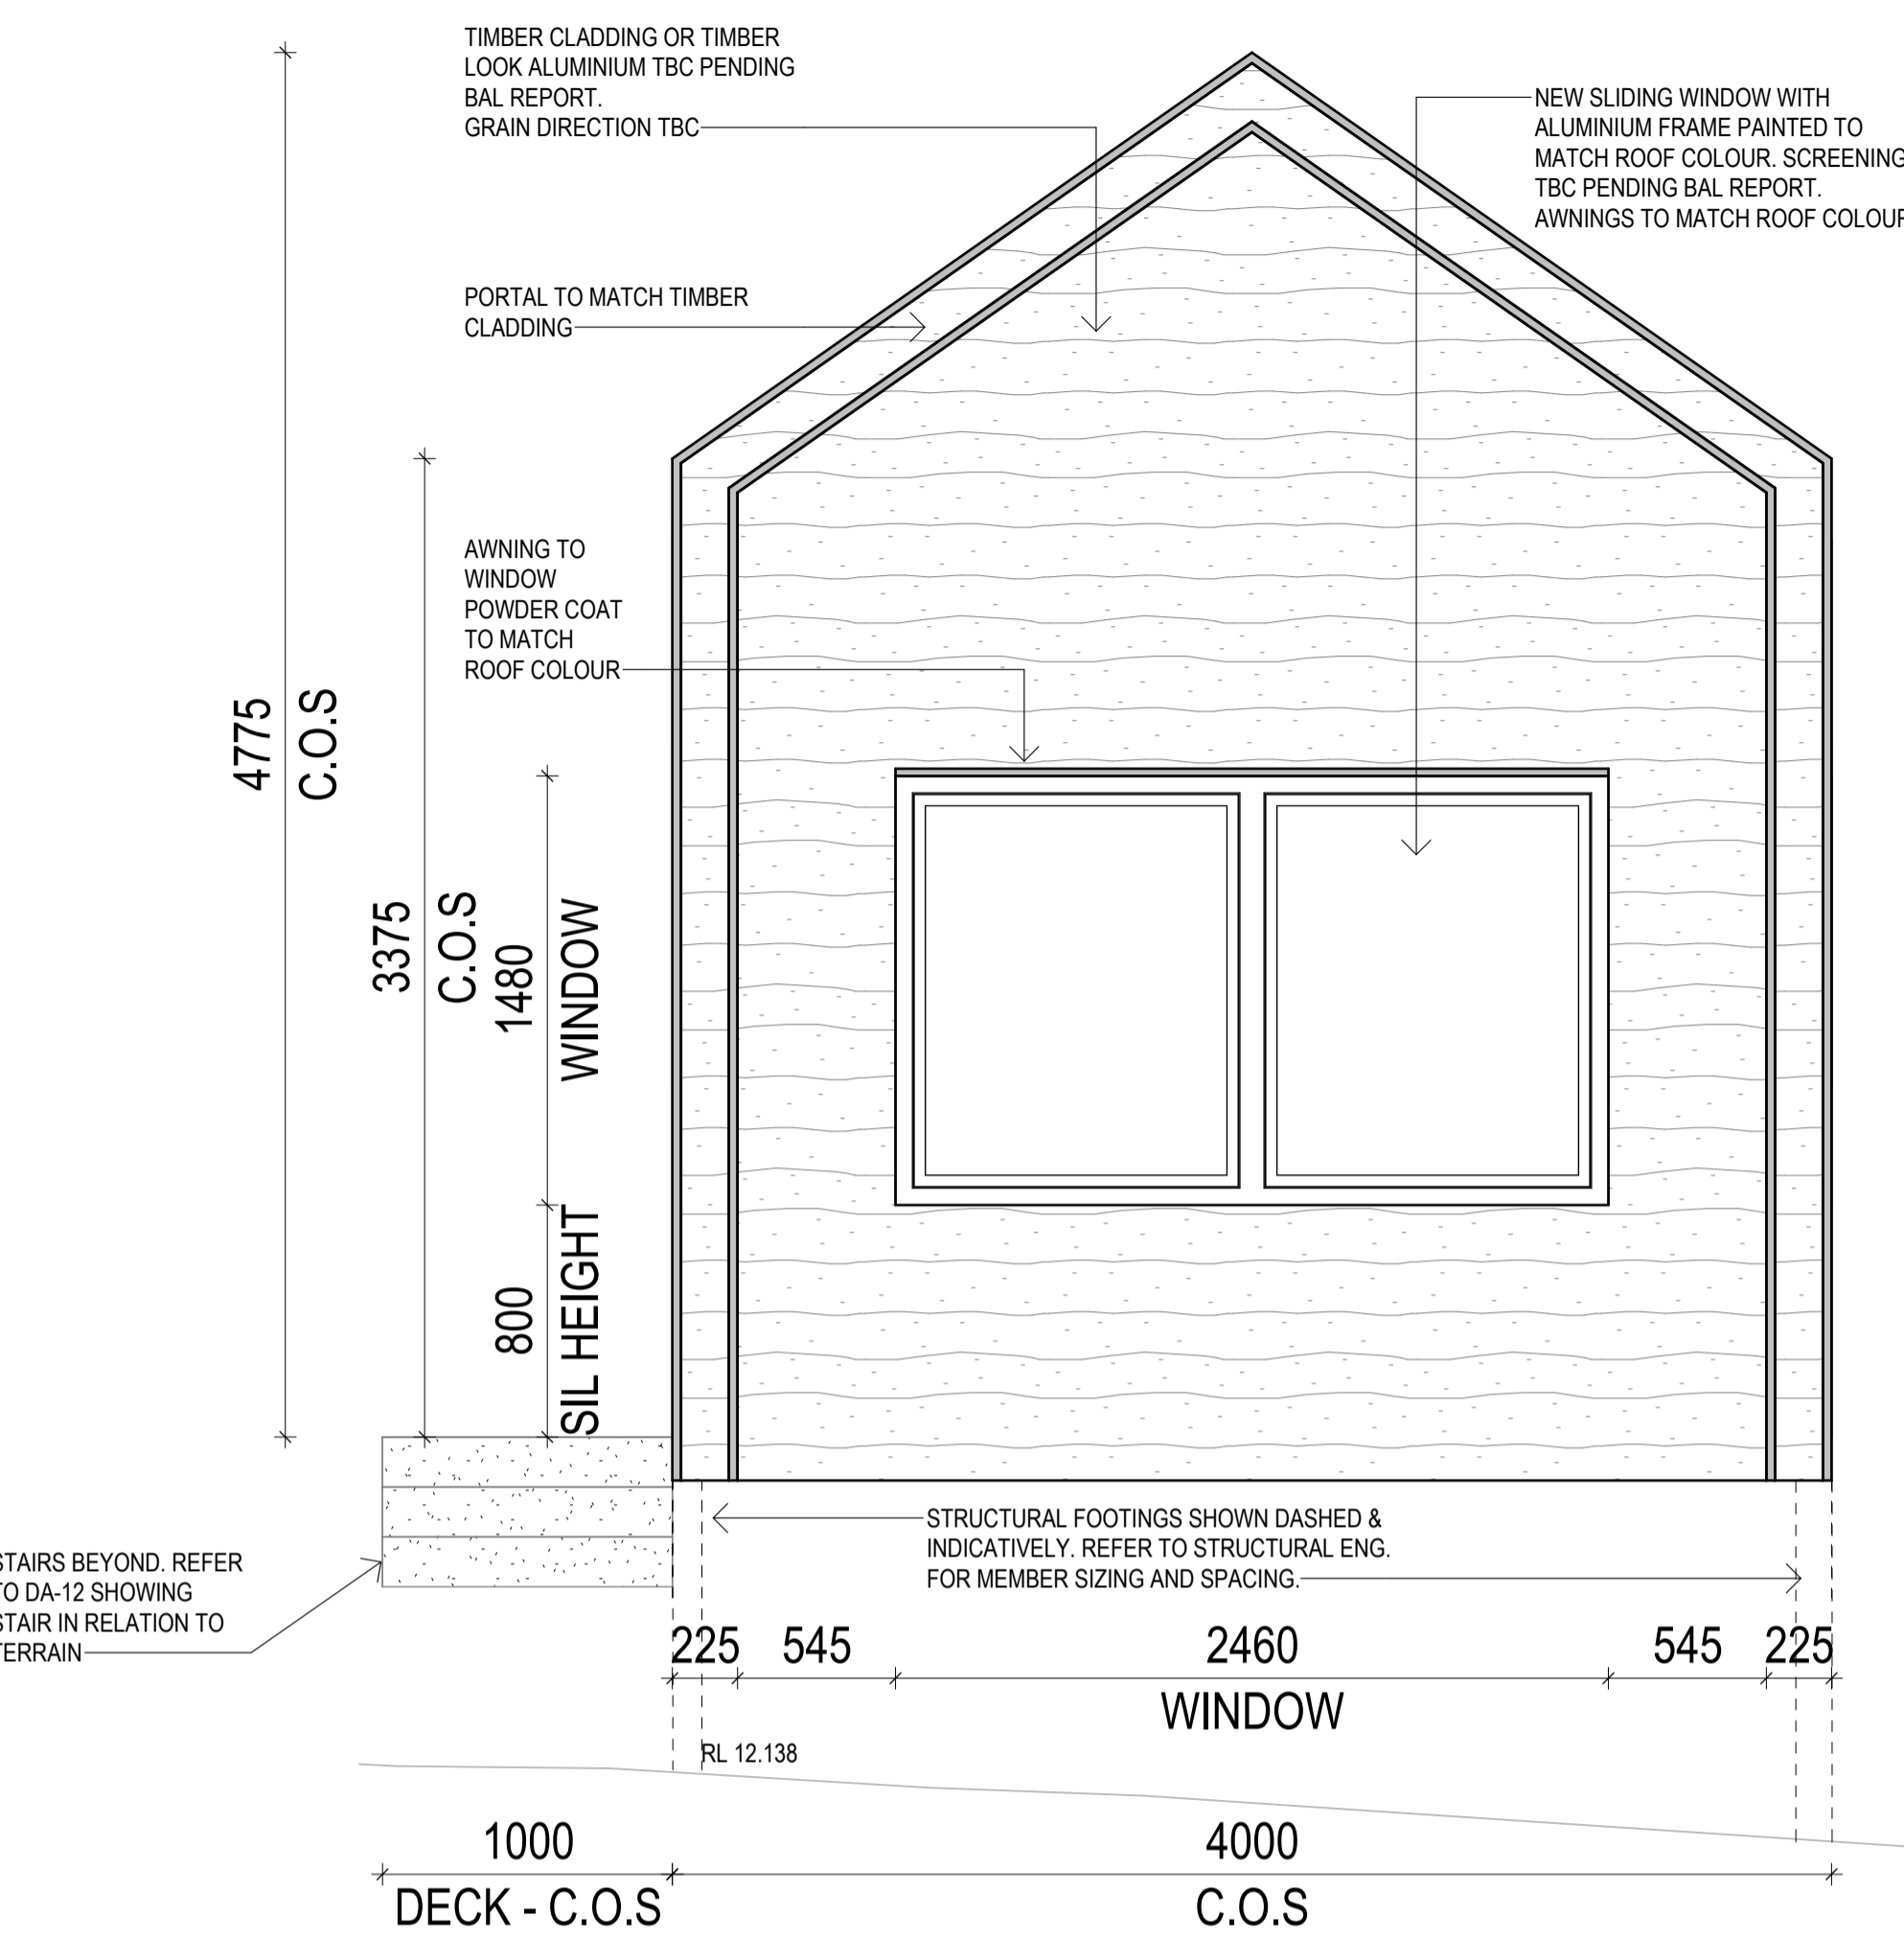 TIMBER CLADDING OR TIMBER
LOOK ALUMINIUM TBC PENDING
BAL REPORT.
GRAIN DIRECTION TBC
NEW SLIDING WINDOW WITH
ALUMINIUM FRAME PAINTED TO
MATCH ROOF COLOUR. SCREENING
TBC PENDING BAL REPORT.
AWNINGS TO MATCH ROOF COLOUR
PORTAL TO MATCH TIMBER
CLADDING
AWNING TO
WINDOW
POWDER COAT
TO MATCH
ROOF COLOUR
4775
C.O.S
3375
C.O.S
1480
WINDOW
800
SIL HEIGHT
STRUCTURAL FOOTINGS SHOWN DASHED &
INDICATIVELY. REFER TO STRUCTURAL ENG.
FOR MEMBER SIZING AND SPACING.
STAIRS BEYOND. REFER
TO DA-12 SHOWING
STAIR IN RELATION TO
TERRAIN
225 545 2460 545 225
WINDOW
RL 12.138
1000 4000
DECK - C.O.S C.O.S